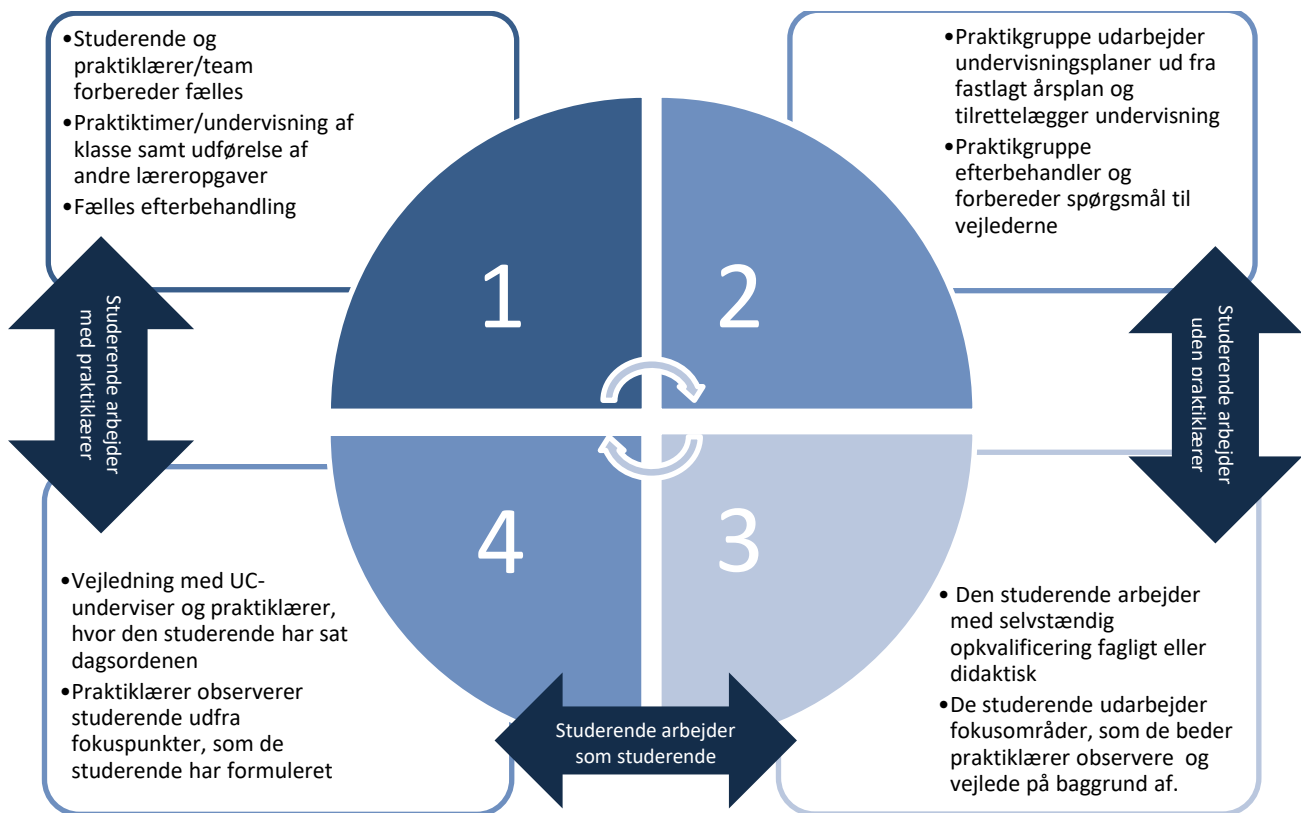 •Studerende og
praktiklærer/team
forbereder fælles
•Praktiktimer/undervisning af
klasse samt udførelse af
andre læreropgaver
•Fælles efterbehandling
•Praktikgruppe udarbejder
undervisningsplaner ud fra
fastlagt årsplan og
tilrettelægger undervisning
•Praktikgruppe
efterbehandler og
forbereder spørgsmål til
vejlederne
1
2
Studerende arbejder
med praktiklærer
Studerende arbejder
uden praktiklærer
4
3
•Vejledning med UC-
underviser og praktiklærer,
hvor den studerende har sat
dagsordenen
•Praktiklærer observerer
studerende udfra
fokuspunkter, som de
studerende har formuleret
• Den studerende arbejder
med selvstændig
opkvalificering fagligt eller
didaktisk
•De studerende udarbejder
fokusområder, som de beder
praktiklærer observere og
vejlede på baggrund af.
Studerende arbejder
som studerende